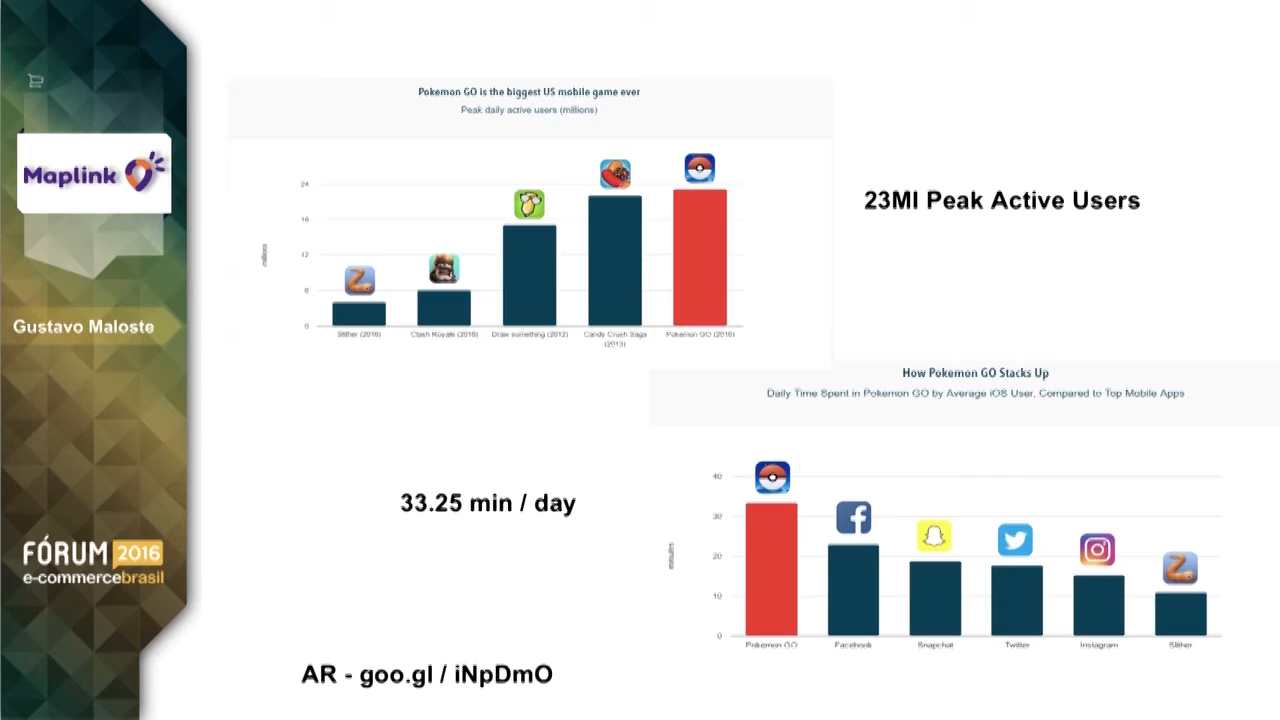 Maplink
Gustavo Maloste
FÓRUM 2016
e-commercebrasil
Pokemon GO is the biggest US mobile game ever
Peak daily active users (millions)
24
18
12
6
0
millions
Slither (2016)
Clash Royale (2016)
Draw something (2012)
Candy Crush Saga
(2013)
Pokemon GO (2016)
23MI Peak Active Users
How Pokemon GO Stacks Up
Daily Time Spent in Pokemon GO by Average iOS User, Compared to Top Mobile Apps
40
30
20
10
0
minutes
Pokemon GO
Facebook
Snapchat
Twitter
Instagram
Slither
33.25 min / day
AR - goo.gl / iNpDmO